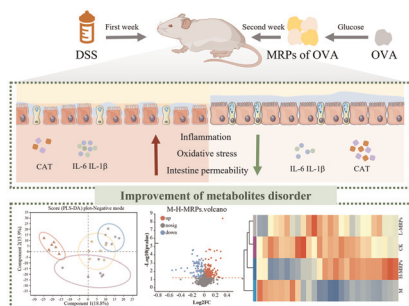 First week
Second week
Glucose
DSS
MRPs of OVA
OVA
Inflammation
Oxidative stress
Intestine permeability
CAT
IL-6 IL-1β
IL-6 IL-1β
CAT
Improvement of metabolites disorder
Score (PLS-DA) plot-Negative mode
M-H-MRPs.volcano
up
nosig
down
Log2FC
L-MRPs
CK
H-MRPs
M